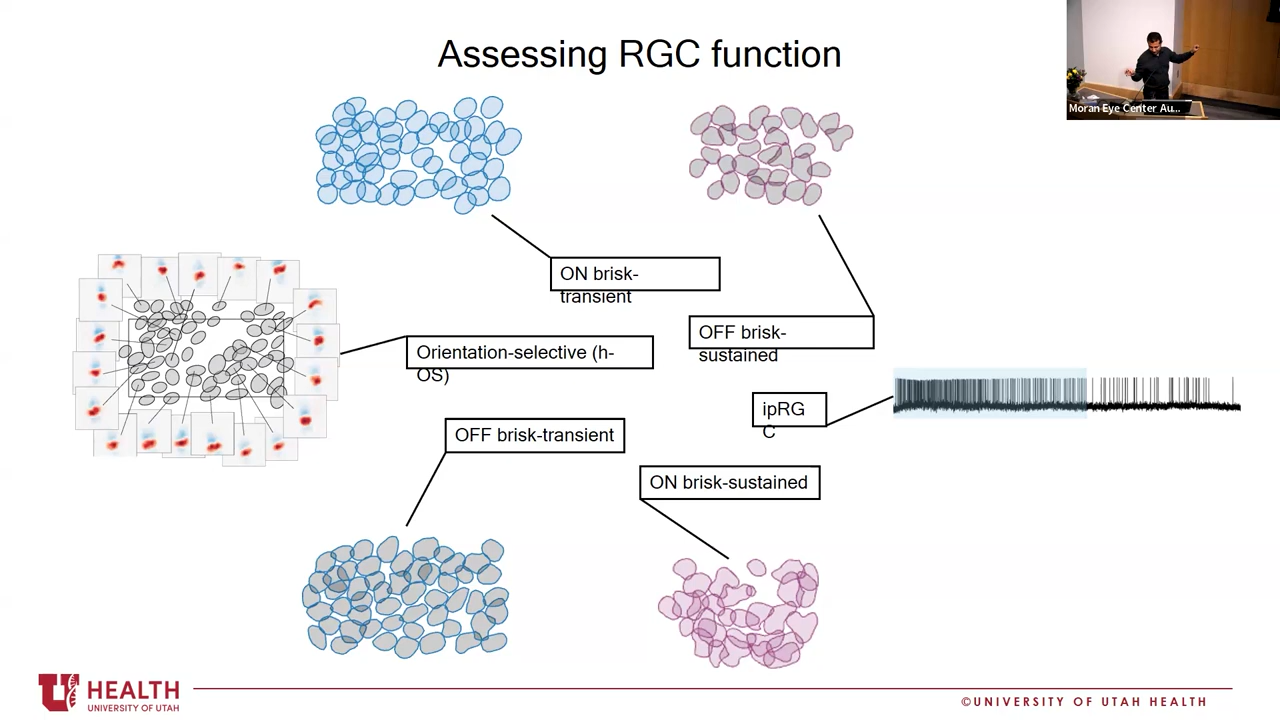 Assessing RGC function
Moran Eye Center Au...
ON brisk-
transient
OFF brisk-
sustained
Orientation-selective (h-
OS)
ipRG
C
OFF brisk-transient
ON brisk-sustained
U
HEALTH
UNIVERSITY OF UTAH
©UNIVERSITY OF UTAH HEALTH